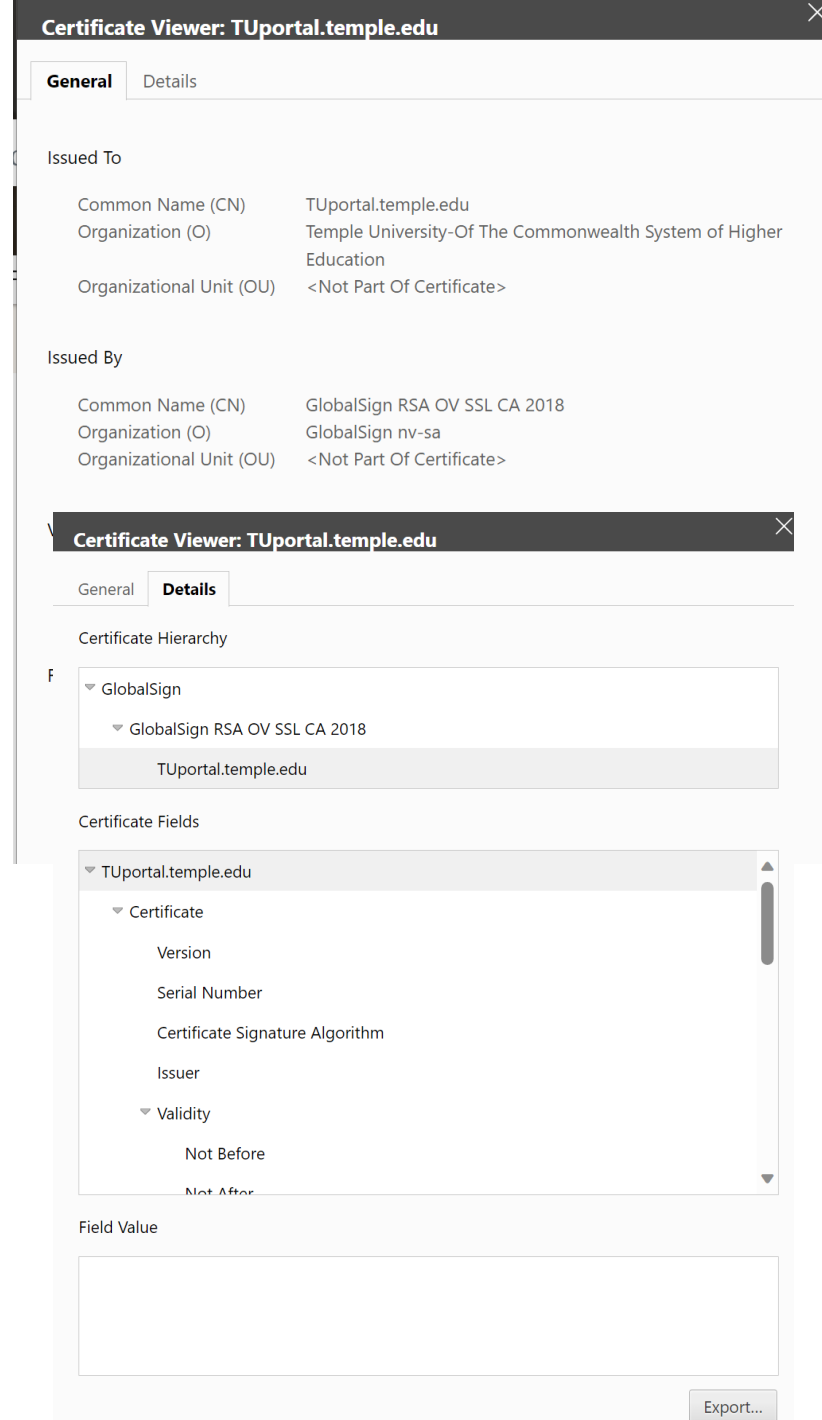 Certificate Viewer: TUportal.temple.edu
General Details
Issued To
Common Name (CN) TUportal.temple.edu
Organization (O) Temple University-Of The Commonwealth System of Higher
Education
Organizational Unit (OU) <Not Part Of Certificate>
Issued By
Common Name (CN) GlobalSign RSA OV SSL CA 2018
Organization (O) GlobalSign nv-sa
Organizational Unit (OU) <Not Part Of Certificate>
Certificate Viewer: TUportal.temple.edu
General Details
Certificate Hierarchy
GlobalSign
GlobalSign RSA OV SSL CA 2018
TUportal.temple.edu
Certificate Fields
TUportal.temple.edu
Certificate
Version
Serial Number
Certificate Signature Algorithm
Issuer
Validity
Not Before
Not After
Field Value
Export...